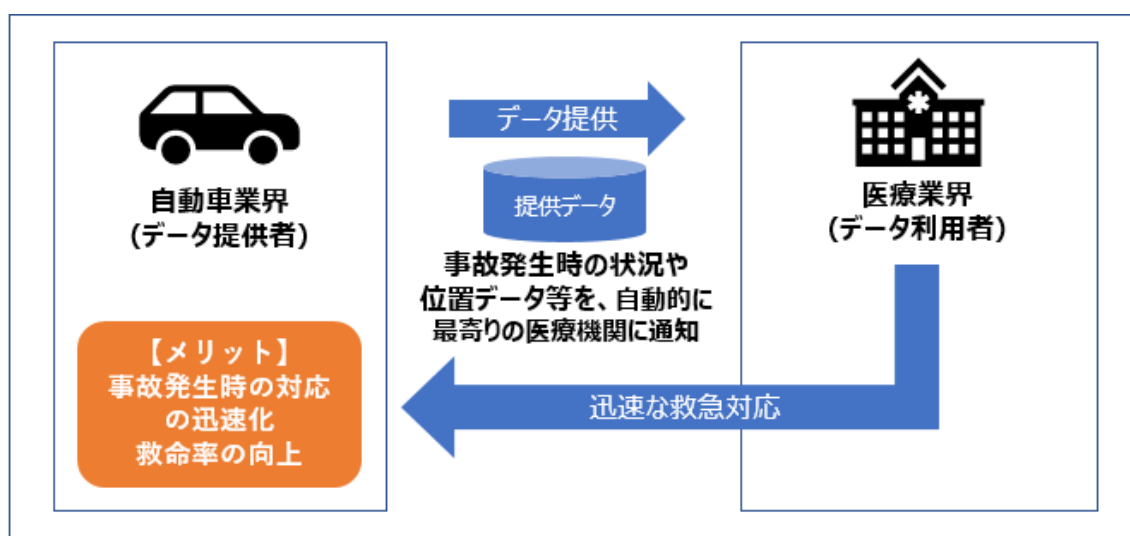 自動車業界
(データ提供者)
【メリット】
事故発生時の対応
の迅速化
救命率の向上
データ提供
提供データ
事故発生時の状況や
位置データ等を、自動的に
最寄りの医療機関に通知
迅速な救急対応
医療業界
(データ利用者)